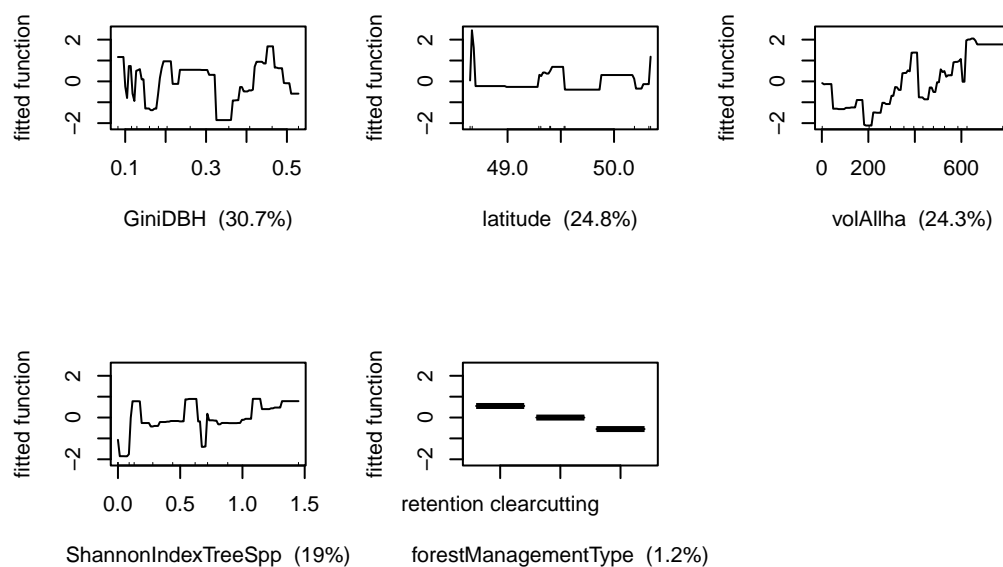 fitted function
2
0
−2
0.1 0.3 0.5
GiniDBH (30.7%)
fitted function
2
0
−2
49.0 50.0
latitude (24.8%)
fitted function
2
0
−2
0 200 600
volAllha (24.3%)
fitted function
2
0
−2
0.0 0.5 1.0 1.5
ShannonIndexTreeSpp (19%)
fitted function
2
0
−2
retention clearcutting
forestManagementType (1.2%)